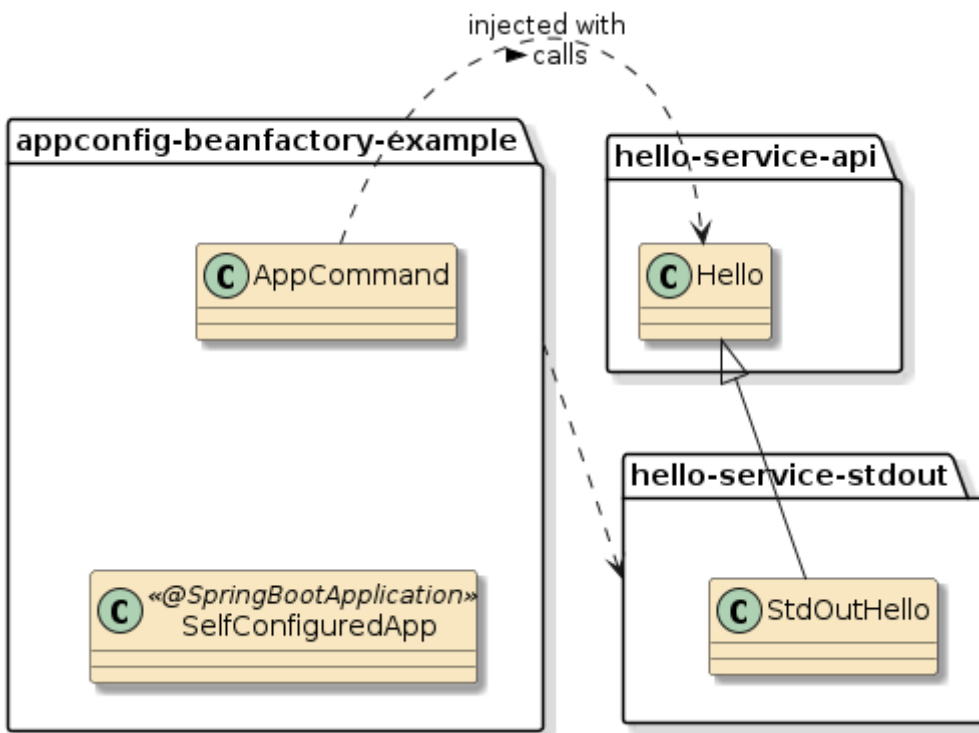 injected with
calls
appconfig-beanfactory-example
hello-service-api
C AppCommand
C Hello
hello-service-stdout
C «@SpringBootApplication»
SelfConfiguredApp
C StdOutHello